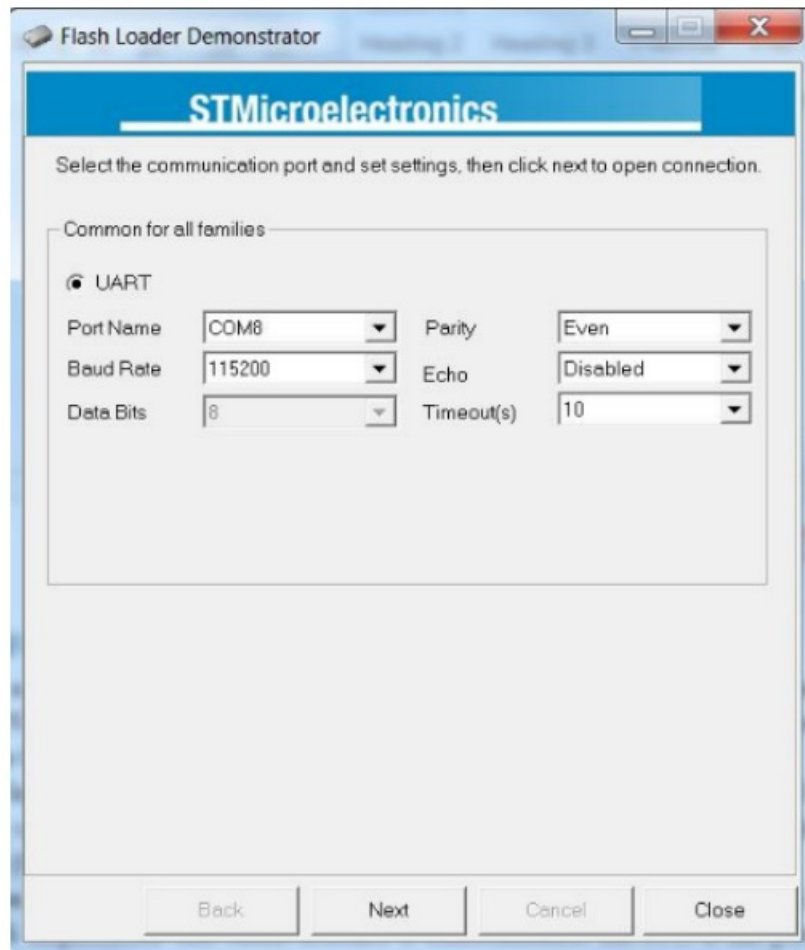 Flash Loader Demonstrator
STMicroelectronics
Select the communication port and set settings, then click next to open connection.
Common for all families
UART
Port Name COM8 Parity Even
Baud Rate 115200 Echo Disabled
Data Bits 8 Timeout(s) 10
Back Next Cancel Close